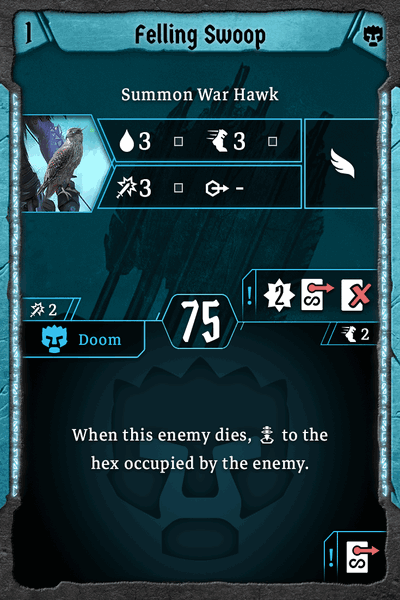 1 Felling Swoop
Summon War Hawk
3 3
3 -
! 2
2
75
Doom
2
When this enemy dies, to the
hex occupied by the enemy.
!